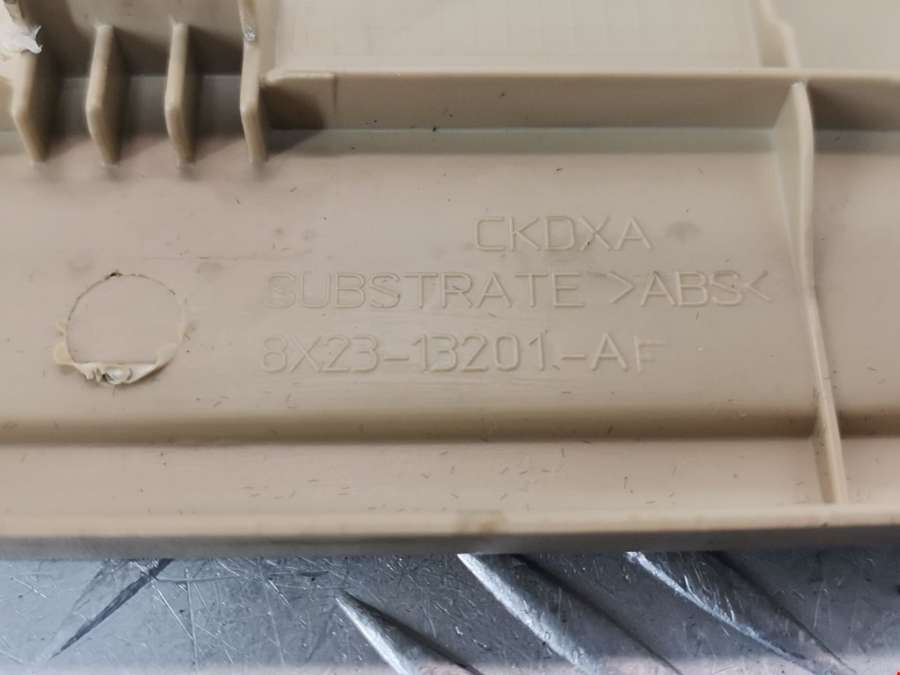 CKDXA
SUBSTRATE >ABS<
8X23-13201-AF